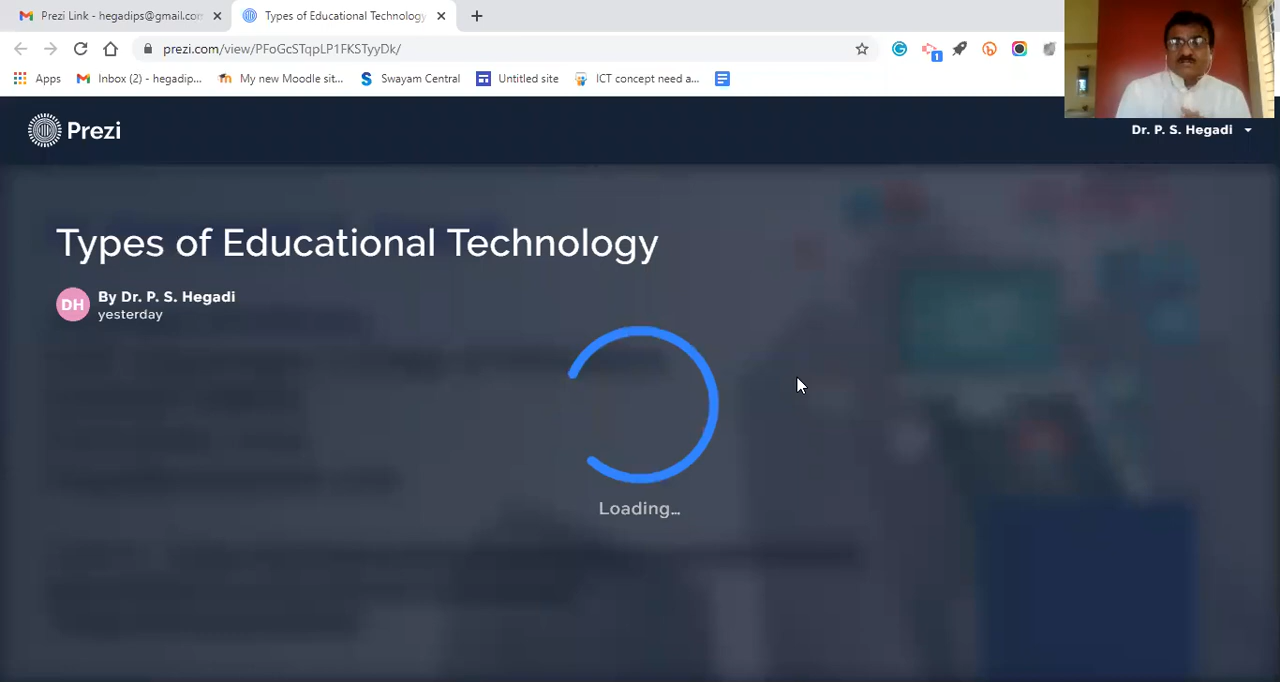 Prezi Link - hegadips@gmail.com
Types of Educational Technology
prezi.com/view/PFoGcSTqpLP1FKSTyyDk/
1
Apps
Inbox (2) - hegadip...
My new Moodle sit...
Swayam Central
Untitled site
ICT concept need a...
Prezi
Dr. P. S. Hegadi
Types of Educational Technology
DH
By Dr. P. S. Hegadi
yesterday
Loading...